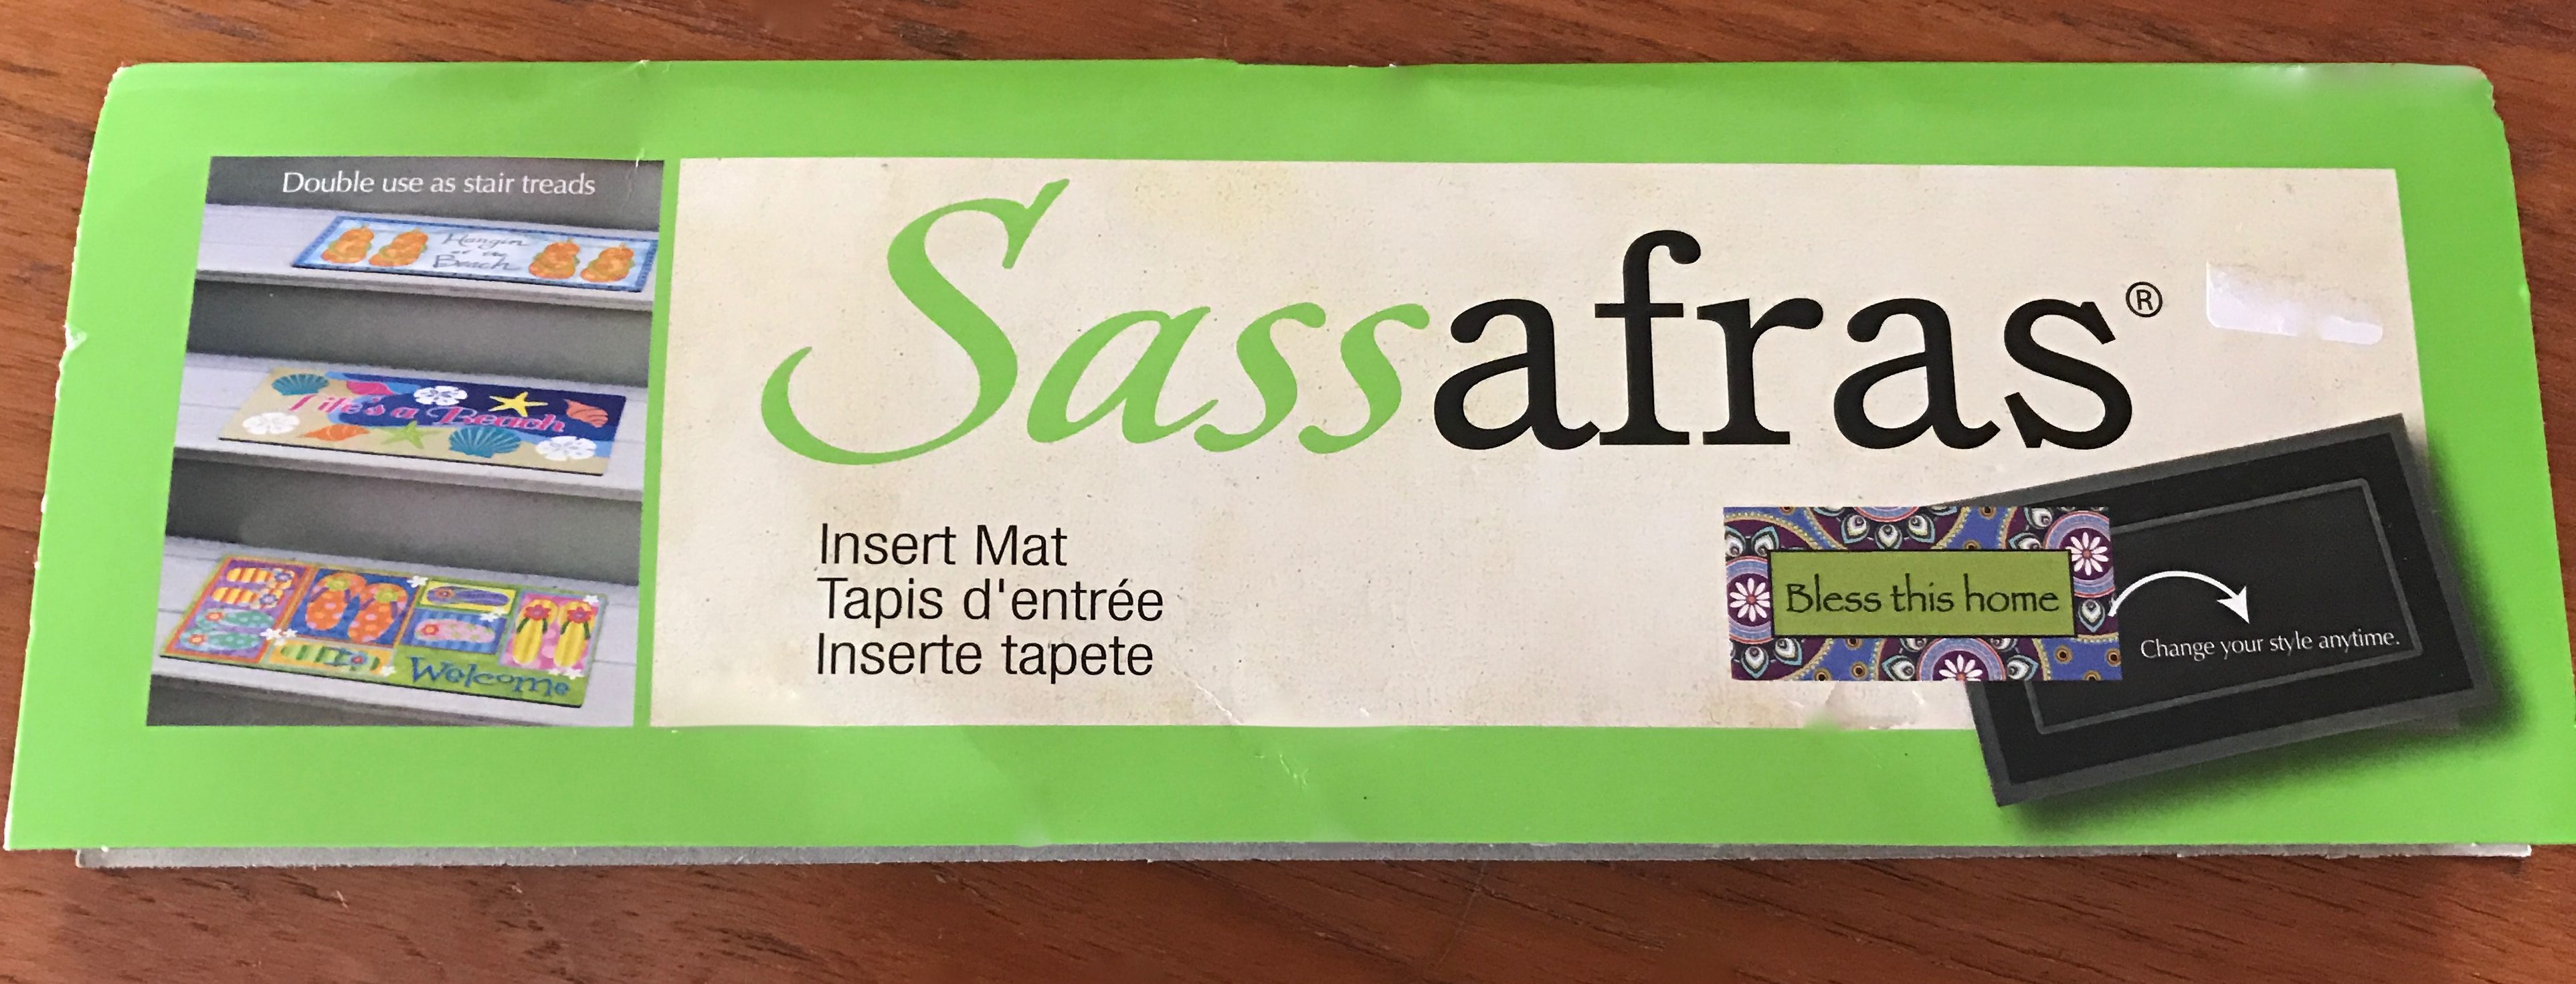 Double use as stair treads
Hangin
at the
Beach
Life's a Beach
Welcome
Sassafras®
Insert Mat
Tapis d'entrée
Inserte tapete
Bless this home
Change your style anytime.